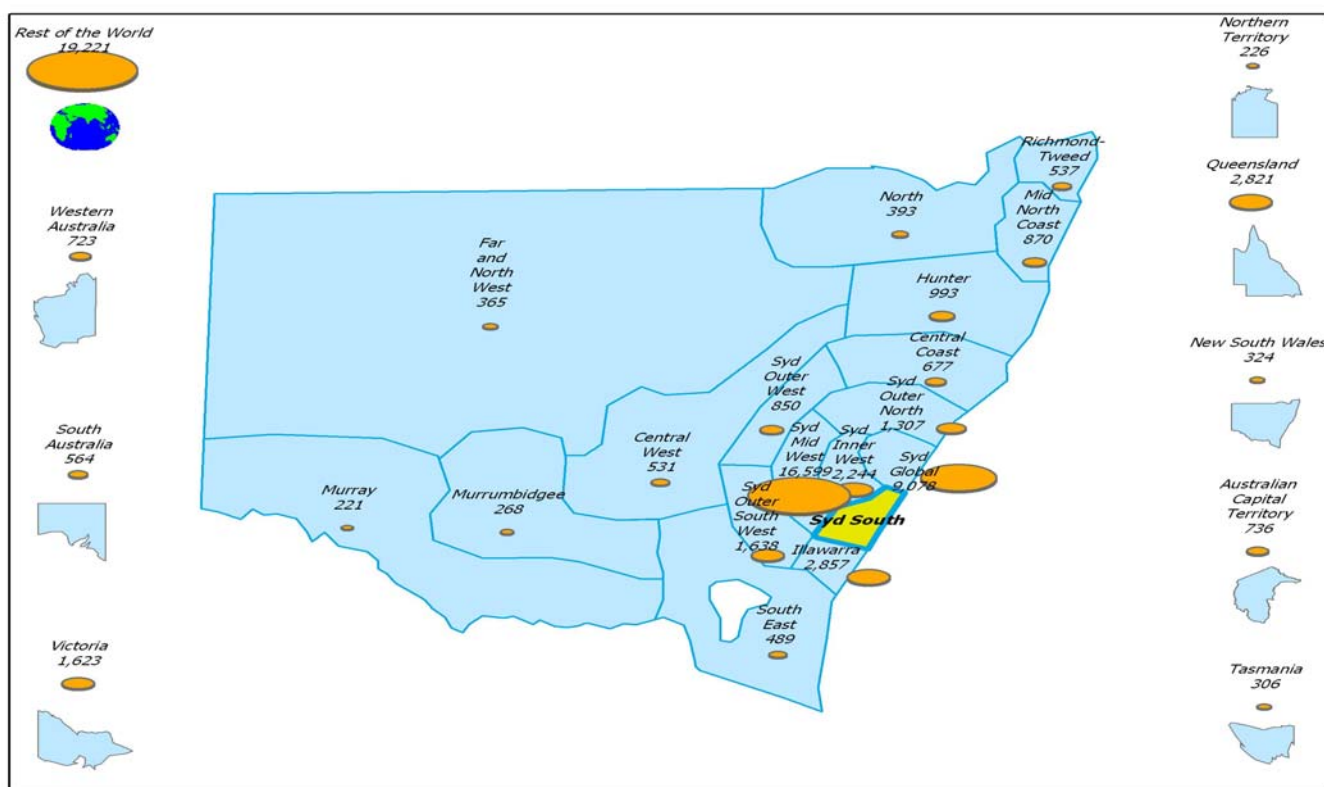 Rest of the World
19,221
Western
Australia
723
South
Australia
564
Victoria
1,623
Far
and
North
West
365
Murray
221
Murrumbidgee
268
Central
West
531
North
393
Richmond-
Tweed
537
Mid
North
Coast
870
Hunter
993
Central
Coast
677
Syd
Outer
North
1,307
Syd
Outer
West
850
Syd
Mid
West
16,599
Syd
Inner
West
2,244
Syd
Global
9,078
Syd
Outer
South
West
1,638
Syd South
Illawarra
2,857
South
East
489
Northern
Territory
226
Queensland
2,821
New South Wales
324
Australian
Capital
Territory
736
Tasmania
306